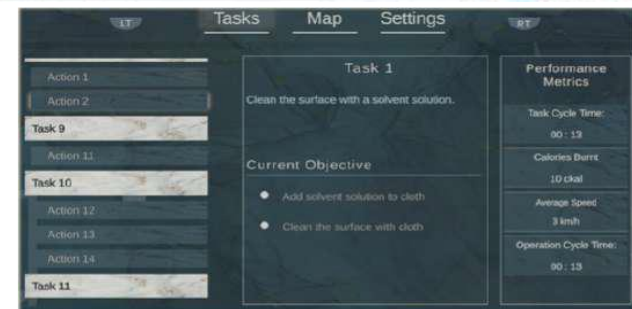 LT
Tasks
Map
Settings
RT
Action 1
Action 2
Task 9
Action 11
Task 10
Action 12
Action 13
Action 14
Task 11
Task 1
Clean the surface with a solvent solution.
Current Objective
Add solvent solution to cloth
Clean the surface with cloth
Performance
Metrics
Task Cycle Time:
00 : 13
Calories Burnt
10 ckal
Average Speed
3 km/h
Operation Cycle Time:
00 : 13